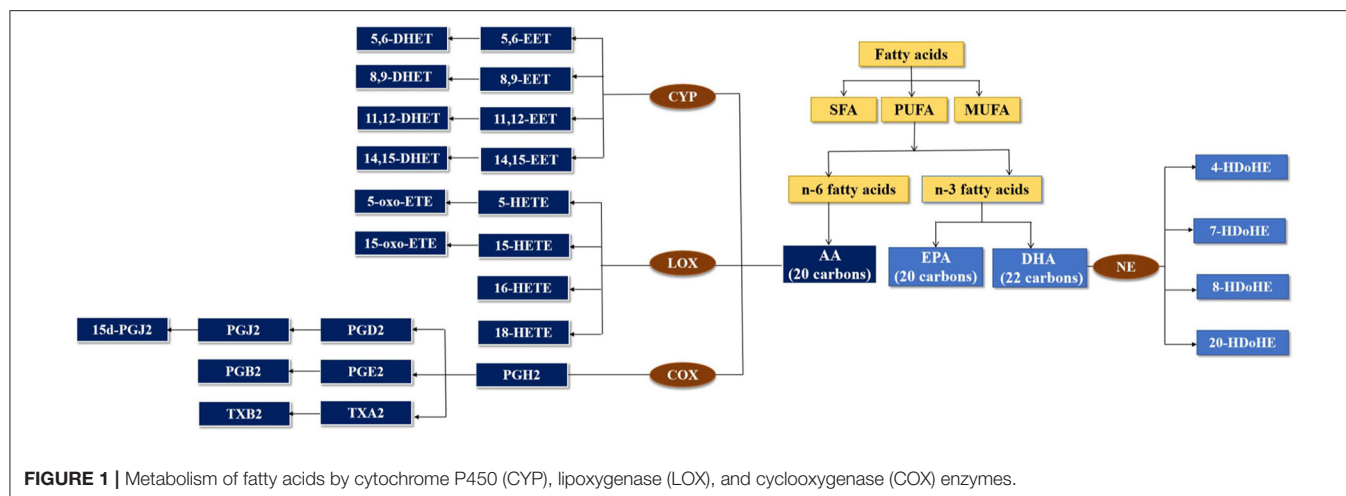 5,6-DHET
5,6-EET
8,9-DHET
8,9-EET
11,12-DHET
11,12-EET
14,15-DHET
14,15-EET
5-oxo-ETE
5-HETE
15-oxo-ETE
15-HETE
16-HETE
18-HETE
15d-PGJ2
PGJ2
PGD2
PGB2
PGE2
PGH2
TXB2
TXA2
CYP
LOX
COX
Fatty acids
SFA
PUFA
MUFA
n-6 fatty acids
n-3 fatty acids
AA
(20 carbons)
EPA
(20 carbons)
DHA
(22 carbons)
NE
4-HDoHE
7-HDoHE
8-HDoHE
20-HDoHE
FIGURE 1 | Metabolism of fatty acids by cytochrome P450 (CYP), lipoxygenase (LOX), and cyclooxygenase (COX) enzymes.